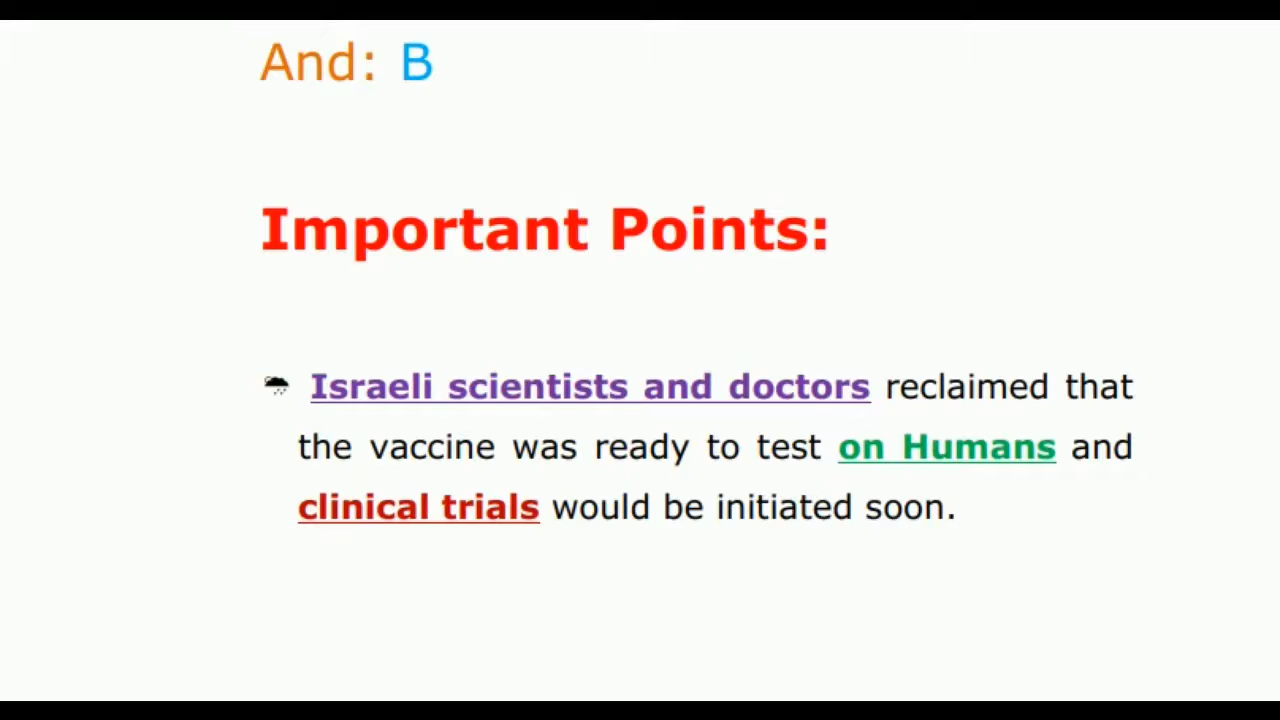 And: B
Important Points:
Israeli scientists and doctors reclaimed that
the vaccine was ready to test on Humans and
clinical trials would be initiated soon.